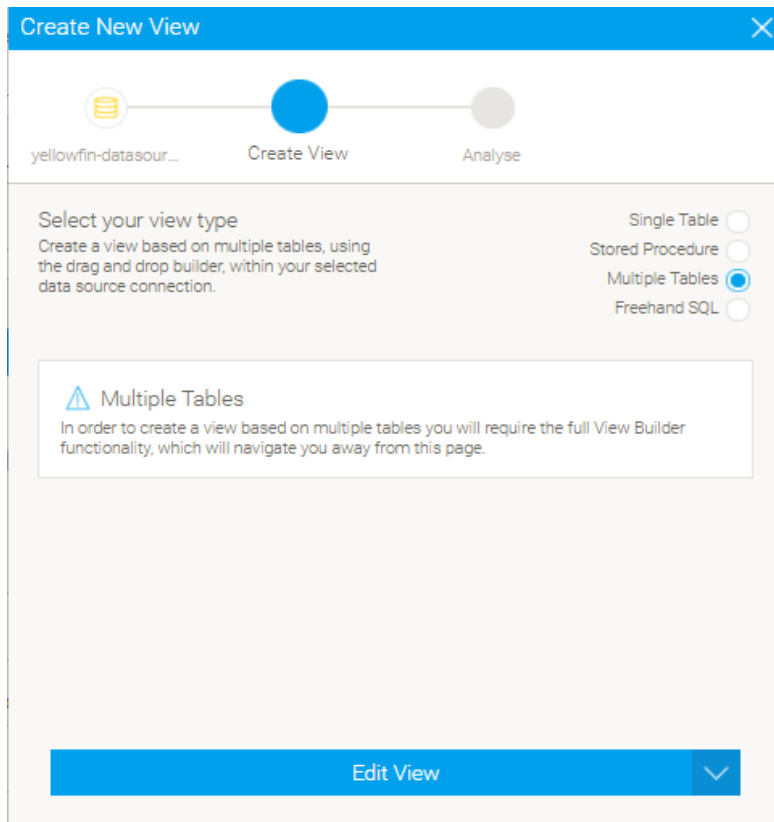 Create New View
yellowfin-datasour...
Create View
Analyse
Select your view type
Create a view based on multiple tables, using
the drag and drop builder, within your selected
data source connection.
Single Table
Stored Procedure
Multiple Tables
Freehand SQL
Multiple Tables
In order to create a view based on multiple tables you will require the full View Builder
functionality, which will navigate you away from this page.
Edit View